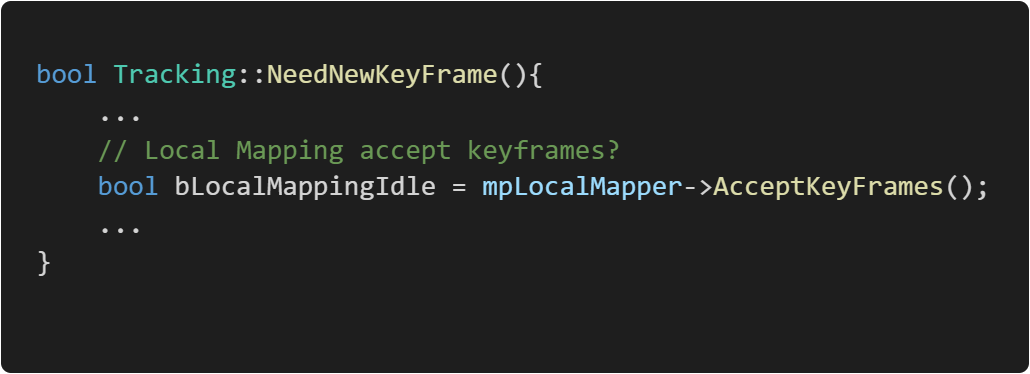 bool Tracking::NeedNewKeyFrame(){
    ...
    // Local Mapping accept keyframes?
    bool bLocalMappingIdle = mpLocalMapper->AcceptKeyFrames();
    ...
}